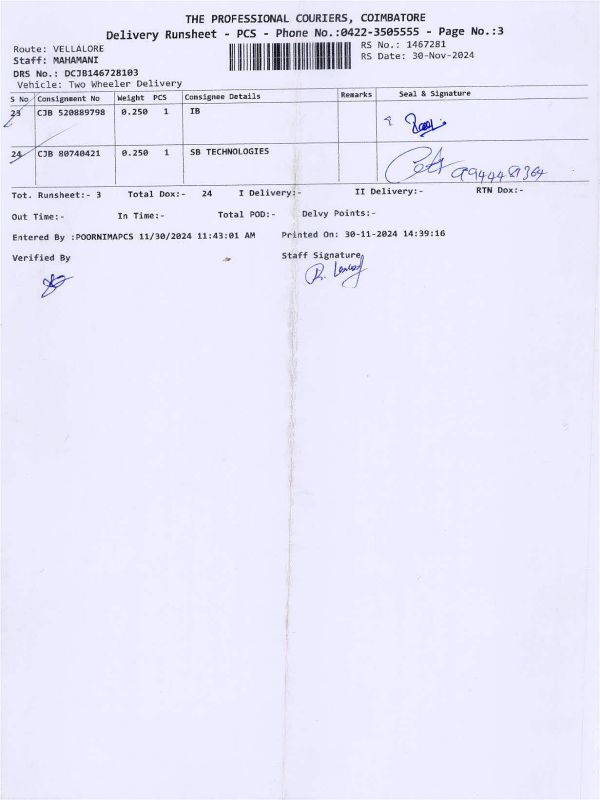 THE PROFESSIONAL COURIERS, COIMBATORE
Delivery Runsheet - PCS - Phone No.:0422-3505555 - Page No.:3
Route: VELLALORE RS No.: 1467281
Staff: MAHAMANI RS Date: 30-Nov-2024
DRS No.: DCJB146728103
Vehicle: Two Wheeler Delivery
S No Consignment No Weight PCS Consignee Details Remarks Seal & Signature
23 CJB 520889798 0.250 1 IB
24 CJB 80740421 0.250 1 SB TECHNOLOGIES
Tot. Runsheet:- 3 Total Dox:- 24 I Delivery:- II Delivery:- RTN Dox:-
Out Time:- In Time:- Total POD:- Delvy Points:-
Entered By :POORNIMAPCS 11/30/2024 11:43:01 AM Printed On: 30-11-2024 14:39:16
Verified By Staff Signature